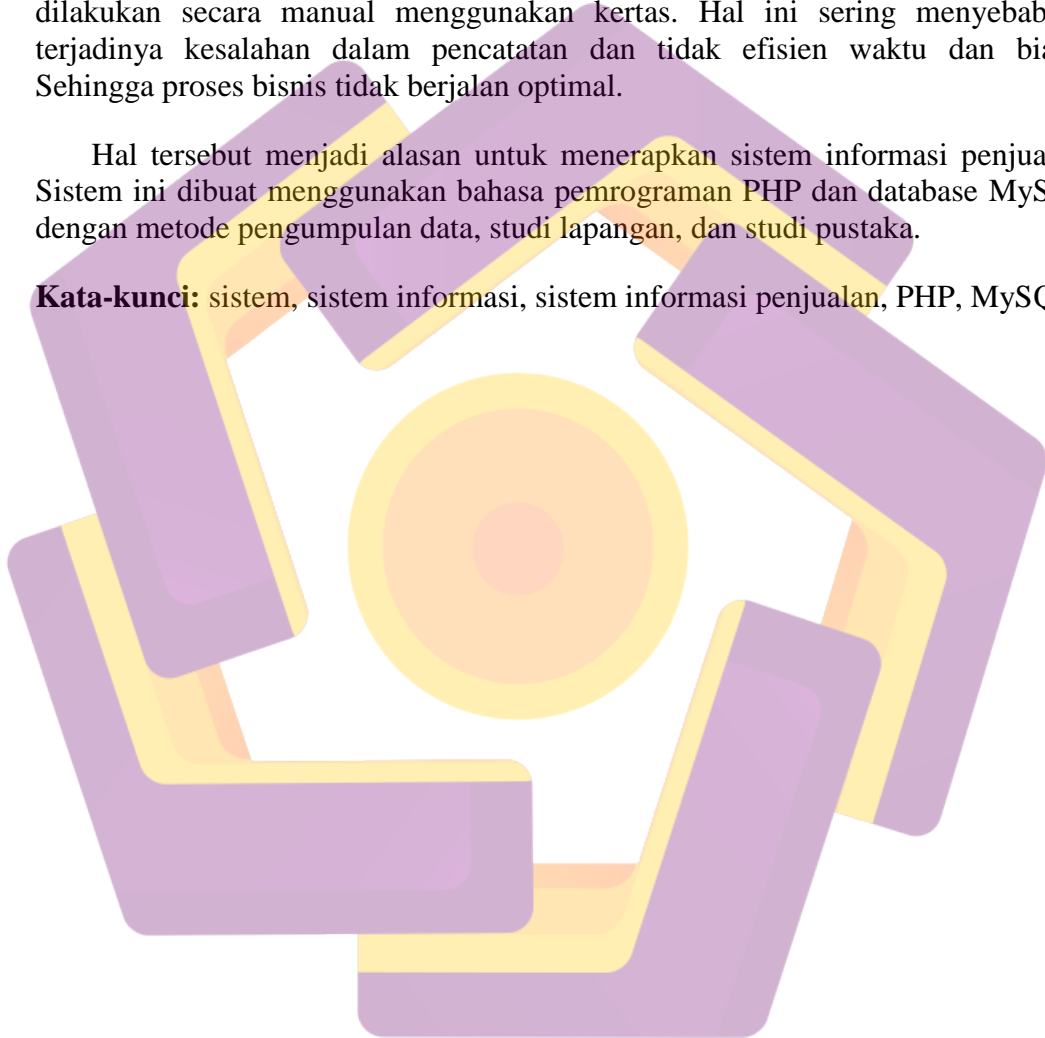 dilakukan secara manual menggunakan kertas. Hal ini sering menyebab
terjadinya kesalahan dalam pencatatan dan tidak efisien waktu dan bia
Sehingga proses bisnis tidak berjalan optimal.
Hal tersebut menjadi alasan untuk menerapkan sistem informasi penjua
Sistem ini dibuat menggunakan bahasa pemrograman PHP dan database MyS
dengan metode pengumpulan data, studi lapangan, dan studi pustaka.
Kata-kunci: sistem, sistem informasi, sistem informasi penjualan, PHP, MySQ